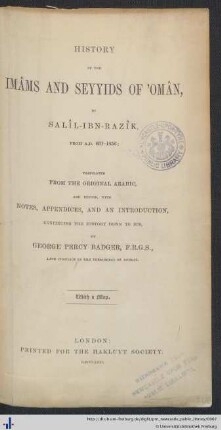 HISTORY
OF THE
IMÂMS AND SEYYIDS OF 'OMÂN,
BY
SALÎL-IBN-RAZÎK,
FROM A.D. 661-1856;
TRANSLATED
FROM THE ORIGINAL ARABIC,
AND EDITED, WITH
NOTES, APPENDICES, AND AN INTRODUCTION,
CONTINUING THE HISTORY DOWN TO 1870,
BY
GEORGE PERCY BADGER, F.R.G.S.,
LATE CHAPLAIN IN THE PRESIDENCY OF BOMBAY.
With a Map.
LONDON:
PRINTED FOR THE HAKLUYT SOCIETY.